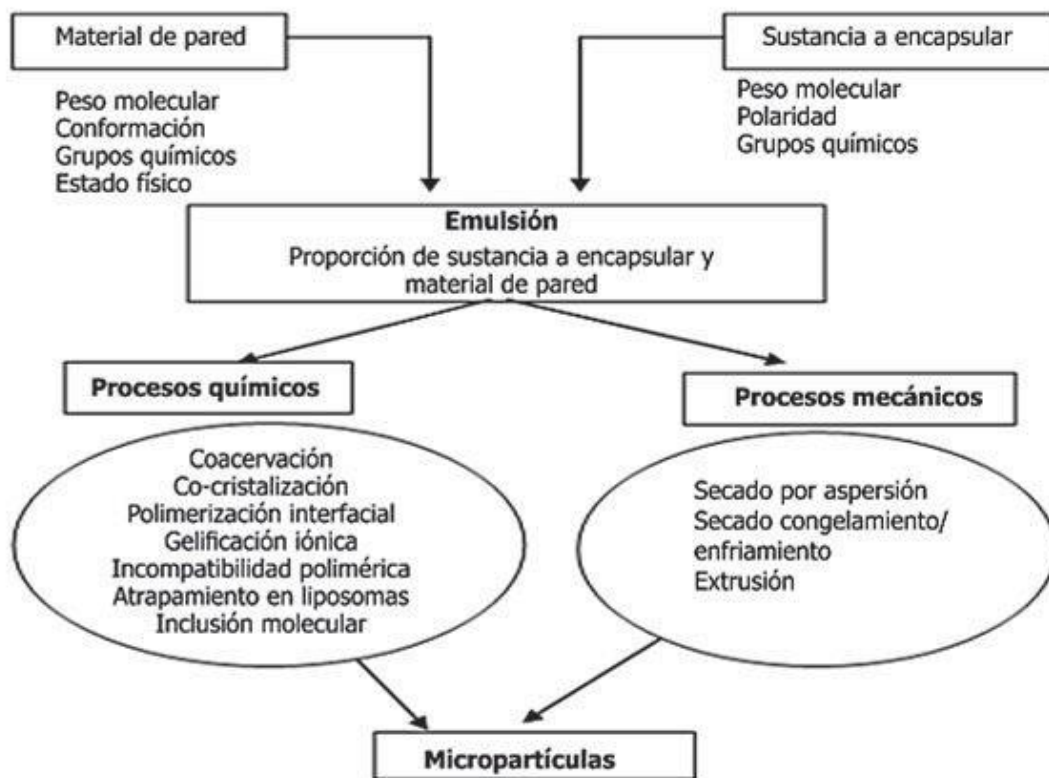 Material de pared
Peso molecular
Conformación
Grupos químicos
Estado físico
Sustancia a encapsular
Peso molecular
Polaridad
Grupos químicos
Emulsión
Proporción de sustancia a encapsular y
material de pared
Procesos químicos
Coacervación
Co-cristalización
Polimerización interfacial
Gelificación iónica
Incompatibilidad polimérica
Atrapamiento en liposomas
Inclusión molecular
Procesos mecánicos
Secado por aspersión
Secado congelamiento/
enfriamiento
Extrusión
Micropartículas